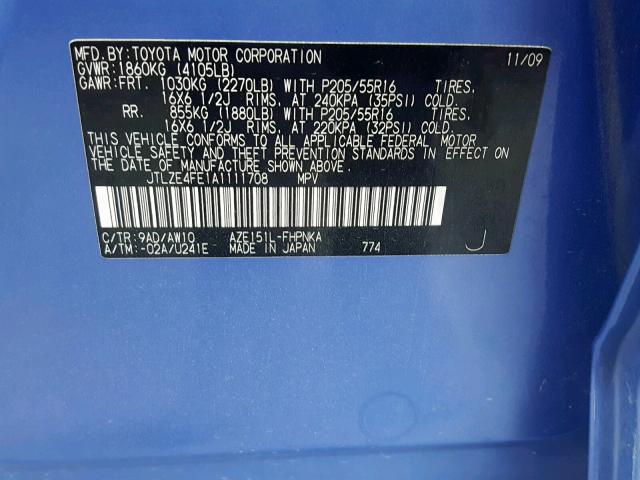 MFD.BY:TOYOTA MOTOR CORPORATION 11/09
GVWR:1860KG (4105LB)
GAWR:FRT. 1030KG (2270LB) WITH P205/55R16 TIRES.
16X6 1/2J RIMS, AT 240KPA (35PSI) COLD.
RR. 855KG (1880LB) WITH P205/55R16 TIRES.
16X6 1/2J RIMS, AT 220KPA (32PSI) COLD.
THIS VEHICLE CONFORMS TO ALL APPLICABLE FEDERAL MOTOR
VEHICLE SAFETY AND THEFT PREVENTION STANDARDS IN EFFECT ON
THE DATE OF MANUFACTURE SHOWN ABOVE.
JTLZE4FE1A1111708 MPV
C/TR:9AD/AW10 AZE151L-FHPNKA
A/TM:-02A/U241E MADE IN JAPAN 774 J